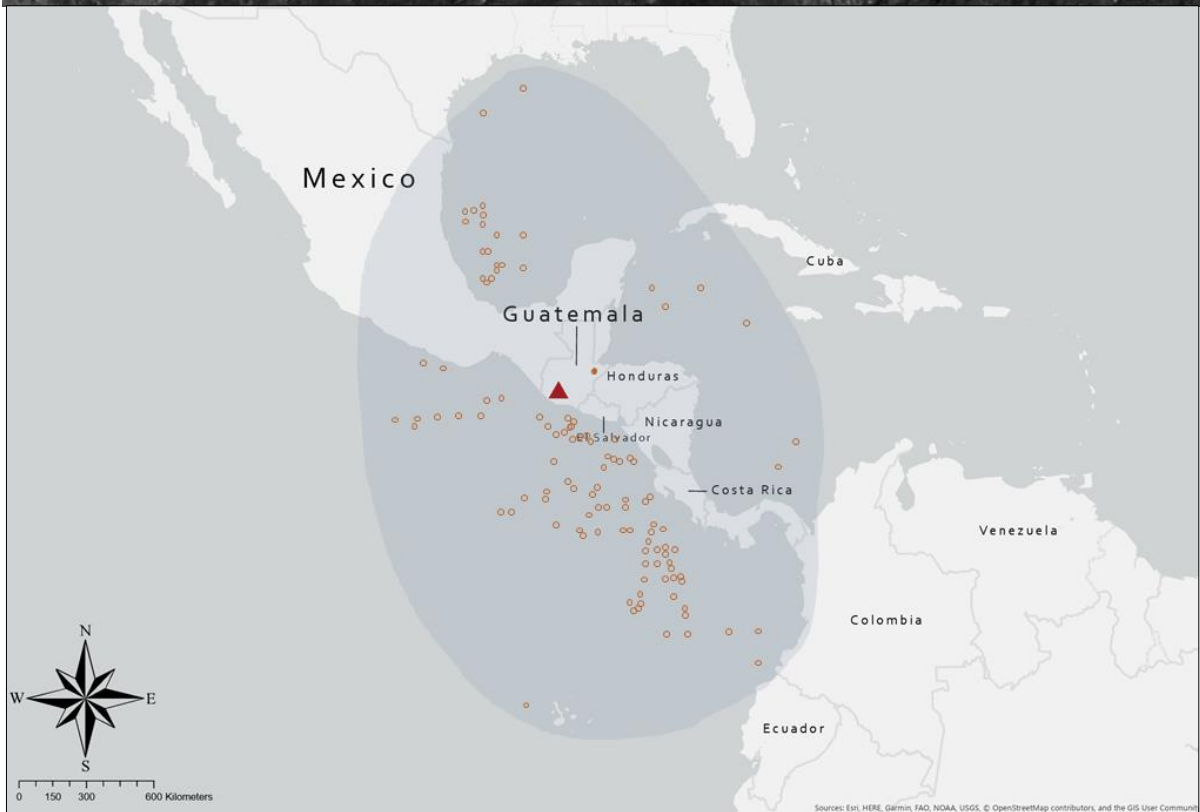 Mexico
Cuba
Guatemala
Honduras
Nicaragua
El Salvador
Costa Rica
Venezuela
Colombia
Ecuador
N
W E
S
0 150 300 600 Kilometers
Sources: Esri, HERE, Garmin, FAO, NOAA, USGS, © OpenStreetMap contributors, and the GIS User Communit